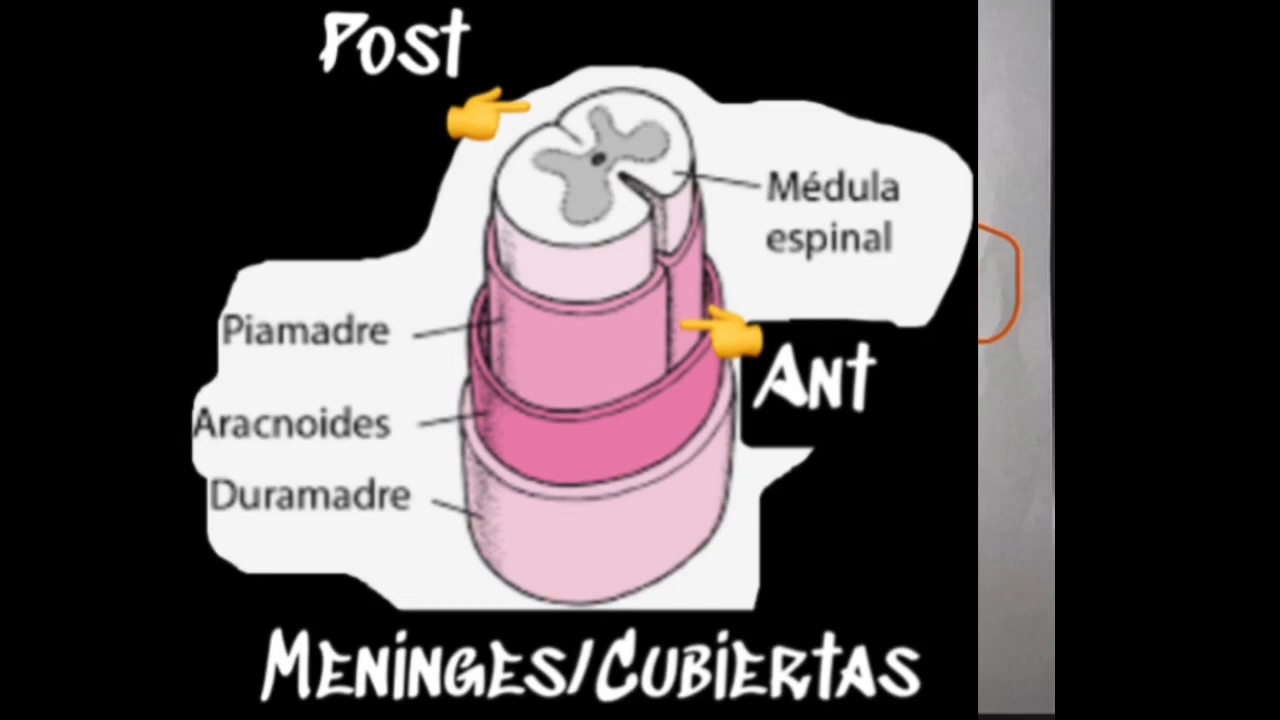 Post
Médula
espinal
Piamadre
Ant
Aracnoides
Duramadre
Meninges/Cubiertas